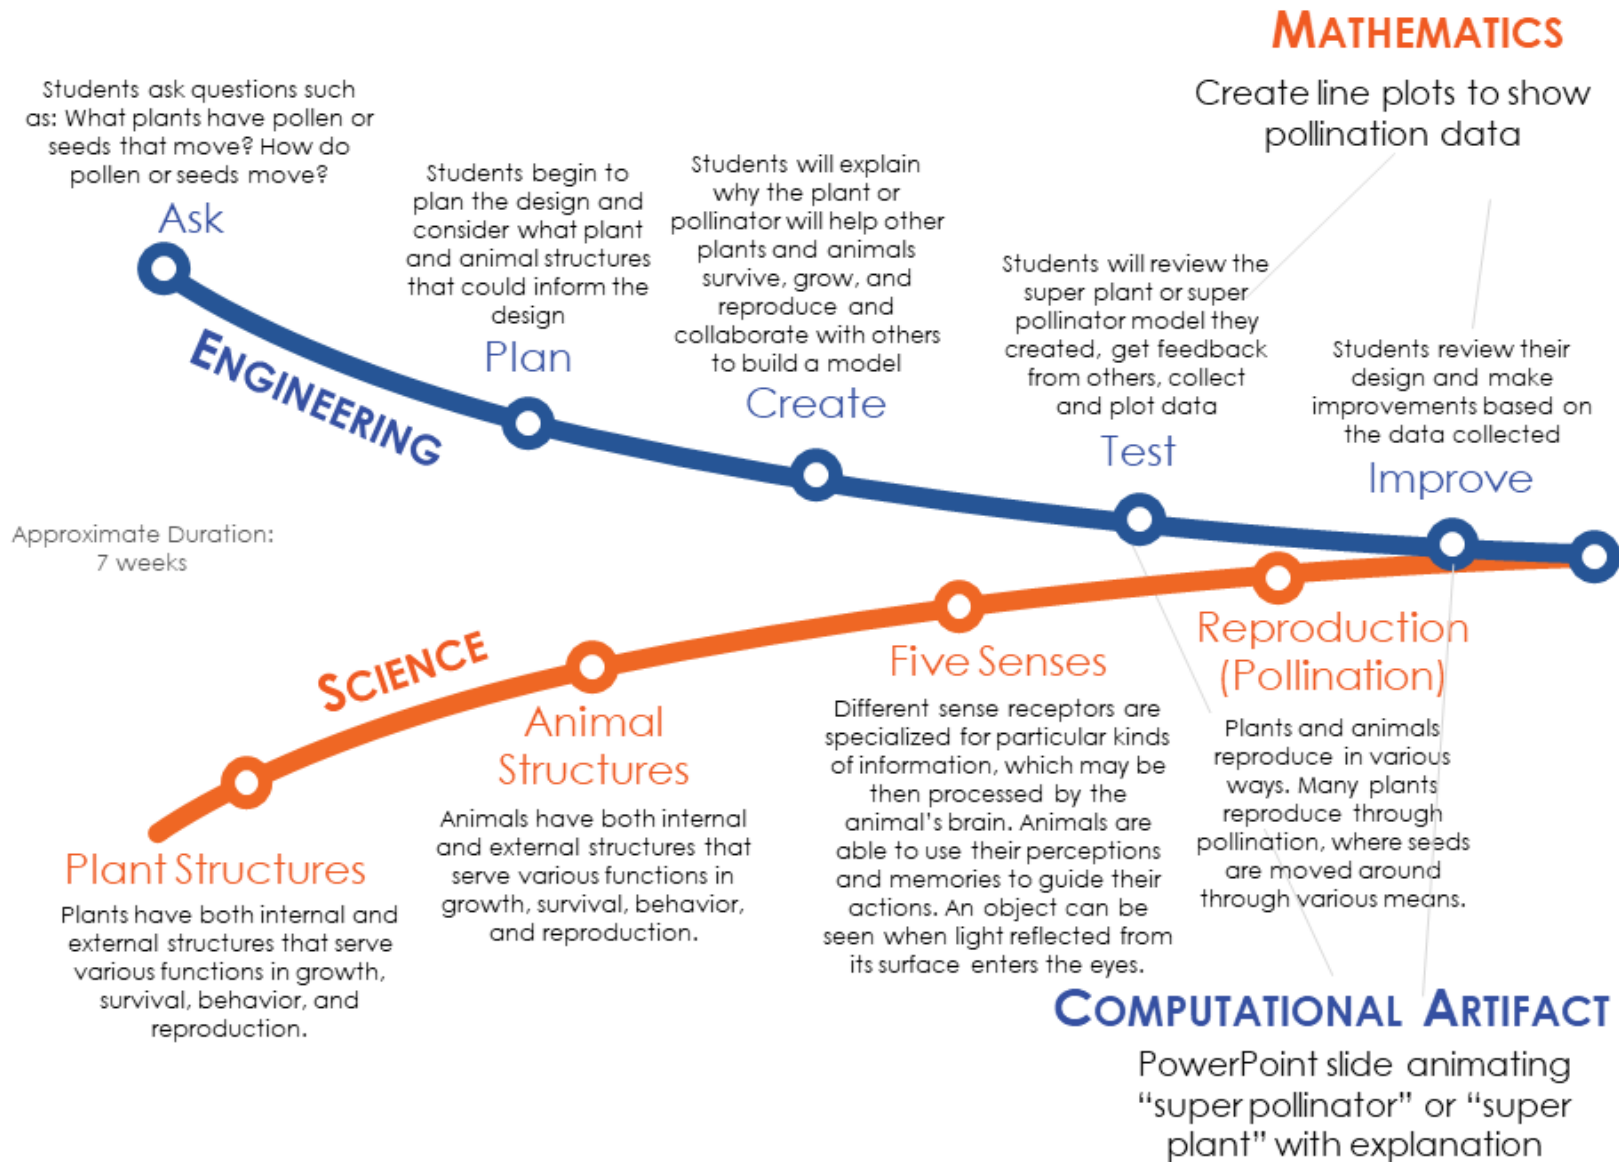 MATHEMATICS
Create line plots to show
pollination data
Students ask questions such
as: What plants have pollen or
seeds that move? How do
pollen or seeds move?
Ask
Students begin to
plan the design and
consider what plant
and animal structures
that could inform the
design
Plan
Students will explain
why the plant or
pollinator will help other
plants and animals
survive, grow, and
reproduce and
collaborate with others
to build a model
Create
Students will review the
super plant or super
pollinator model they
created, get feedback
from others, collect
and plot data
Test
Students review their
design and make
improvements based on
the data collected
Improve
ENGINEERING
Approximate Duration:
7 weeks
SCIENCE
Plant Structures
Plants have both internal and
external structures that serve
various functions in growth,
survival, behavior, and
reproduction.
Animal
Structures
Animals have both internal
and external structures that
serve various functions in
growth, survival, behavior,
and reproduction.
Five Senses
Different sense receptors are
specialized for particular kinds
of information, which may be
then processed by the
animal's brain. Animals are
able to use their perceptions
and memories to guide their
actions. An object can be
seen when light reflected from
its surface enters the eyes.
Reproduction
(Pollination)
Plants and animals
reproduce in various
ways. Many plants
reproduce through
pollination, where seeds
are moved around
through various means.
COMPUTATIONAL ARTIFACT
PowerPoint slide animating
“super pollinator” or “super
plant” with explanation